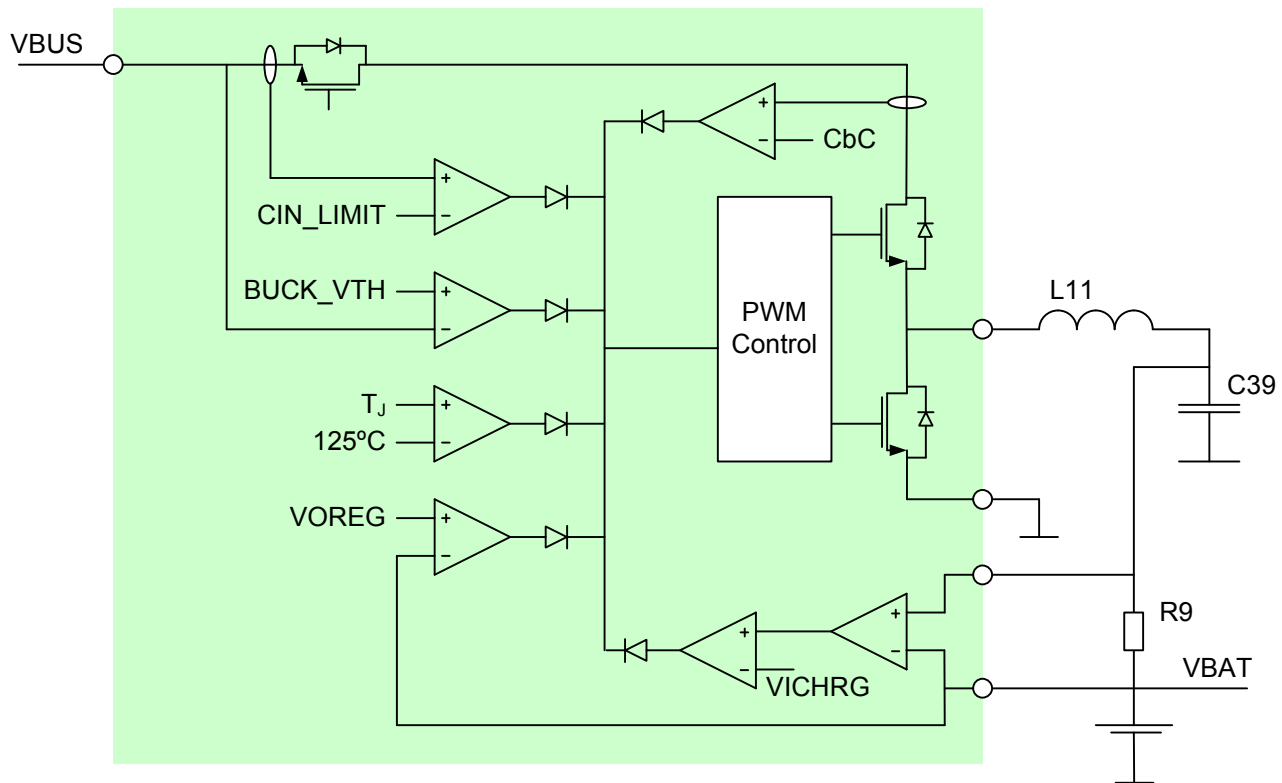 VBUS
+
−
CbC
+
−
CIN_LIMIT
+
−
BUCK_VTH
PWM
Control
L11
C39
+
−
TJ
125ºC
+
−
VOREG
+
−
VICHRG
+
−
R9
VBAT